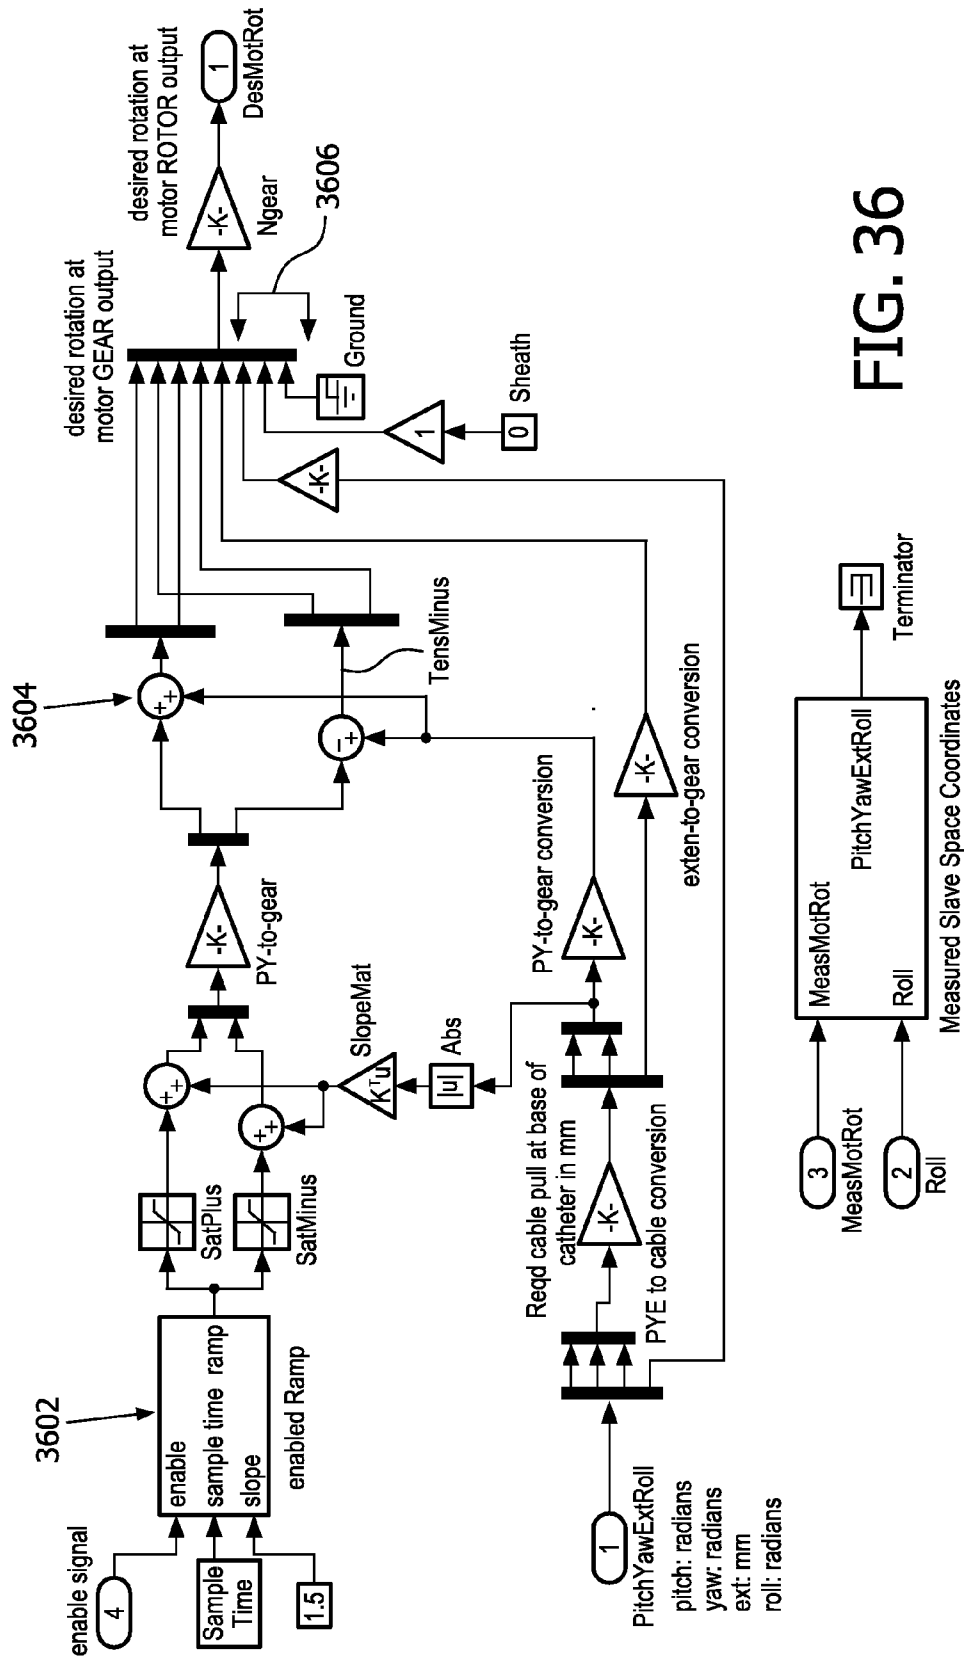 enable signal
4
Sample
Time
1.5
3602
enable
sample time ramp
slope
enabled Ramp
SatPlus
SatMinus
++
++
-K-
PY-to-gear
3604
++
-+
TensMinus
KᵀU
SlopeMat
|u|
Abs
1
PitchYawExtRoll
pitch: radians
yaw: radians
ext: mm
roll: radians
Reqd cable pull at base of
catheter in mm
-K-
PYE to cable conversion
PY-to-gear conversion
-K-
-K-
exten-to-gear conversion
-K-
1
0
Sheath
Ground
desired rotation at
motor GEAR output
3606
-K-
Ngear
desired rotation at
motor ROTOR output
1
DesMotRot
3
MeasMotRot
2
Roll
MeasMotRot
PitchYawExtRoll
Roll
Measured Slave Space Coordinates
Terminator
FIG. 36